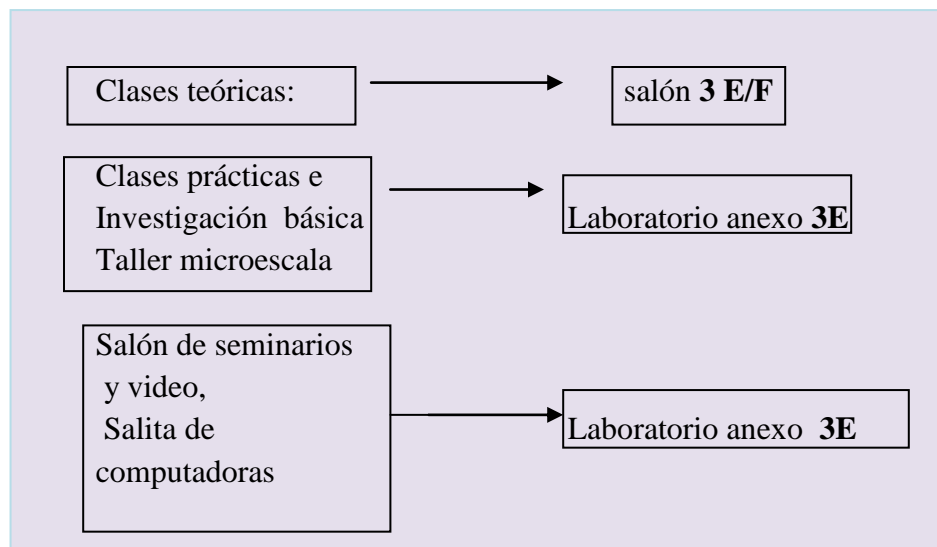 Clases teóricas:
salón 3 E/F
Clases prácticas e
Investigación básica
Taller microescala
Laboratorio anexo 3E
Salón de seminarios
y video,
Salita de
computadoras
Laboratorio anexo 3E